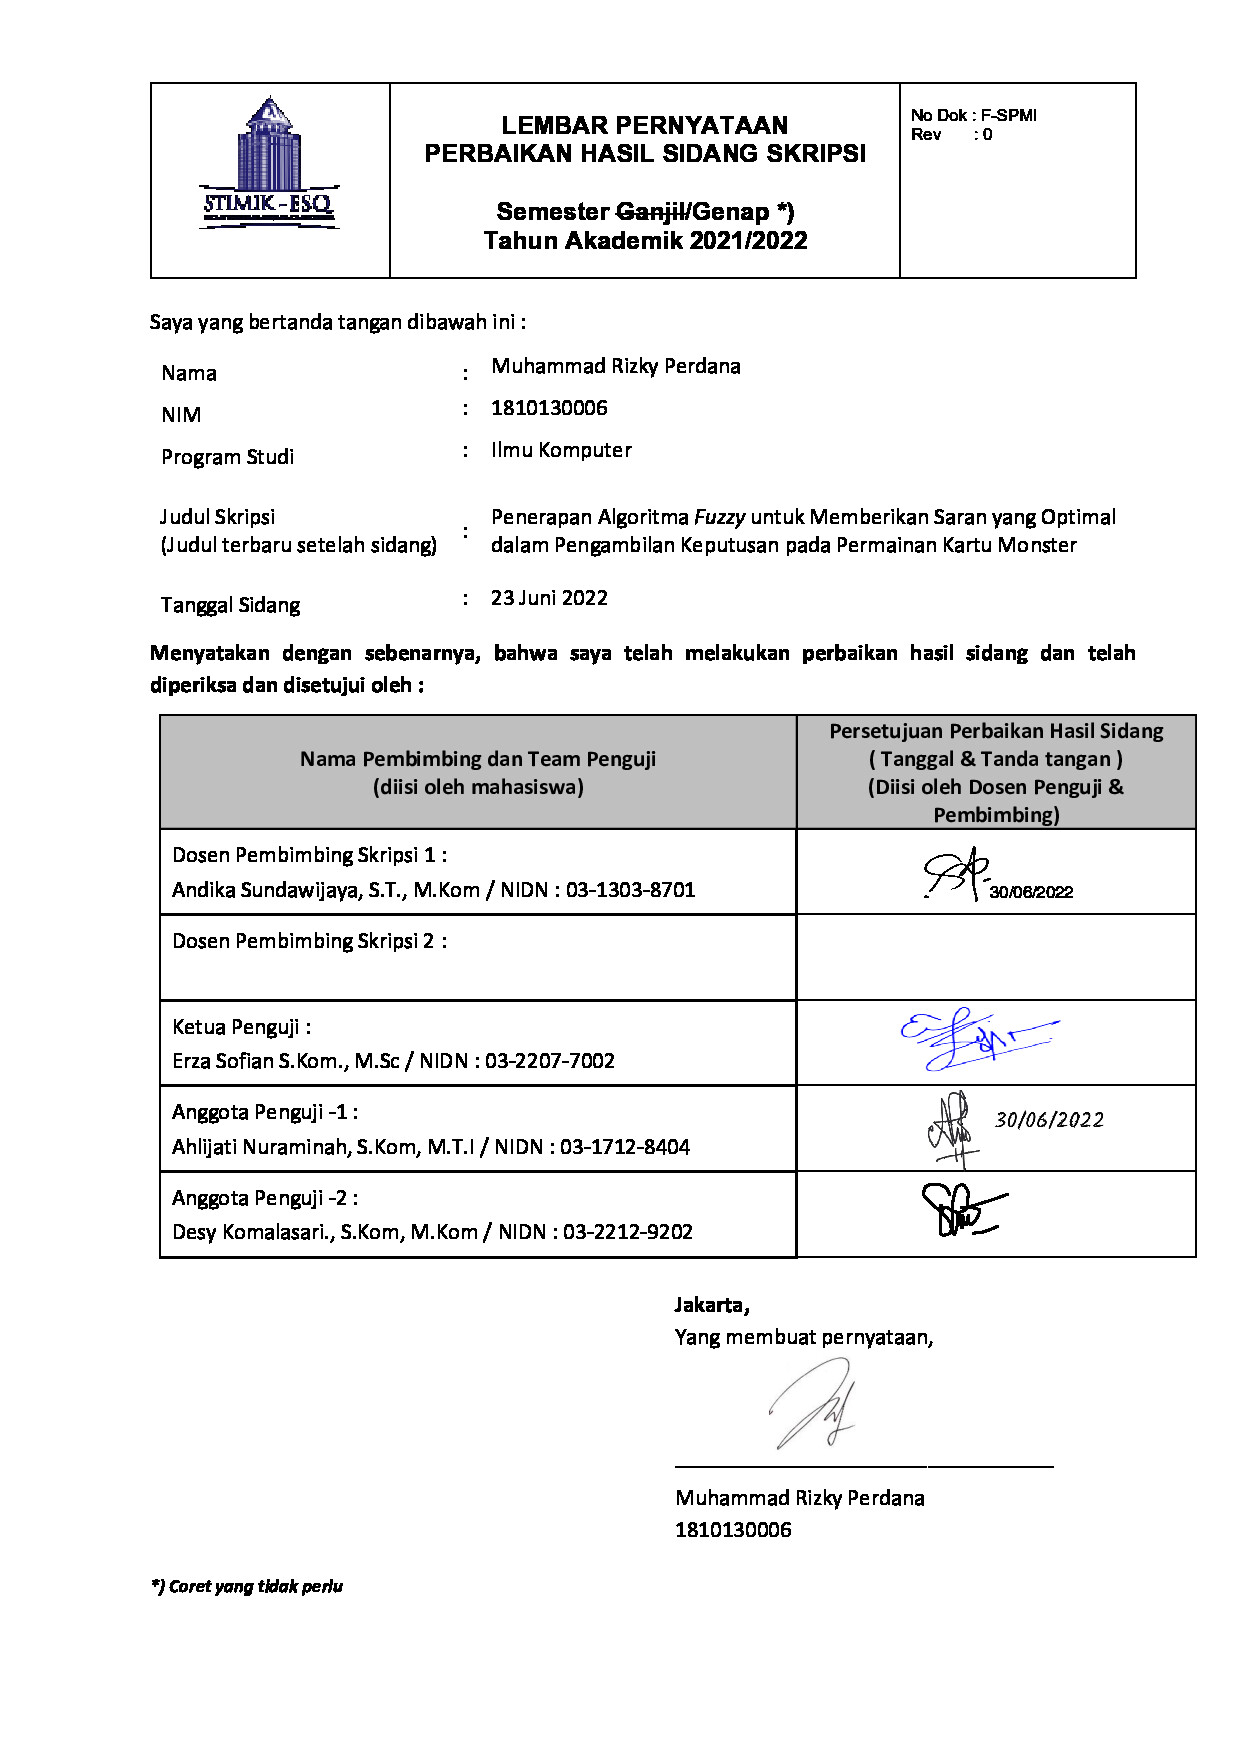 STIMIK-ESQ
LEMBAR PERNYATAAN
PERBAIKAN HASIL SIDANG SKRIPSI
Semester Ganjil/Genap *)
Tahun Akademik 2021/2022
No Dok : F-SPMI
Rev : 0
Saya yang bertanda tangan dibawah ini :
Nama : Muhammad Rizky Perdana
NIM : 1810130006
Program Studi : Ilmu Komputer
Judul Skripsi
(Judul terbaru setelah sidang) :
Penerapan Algoritma Fuzzy untuk Memberikan Saran yang Optimal
dalam Pengambilan Keputusan pada Permainan Kartu Monster
Tanggal Sidang : 23 Juni 2022
Menyatakan dengan sebenarnya, bahwa saya telah melakukan perbaikan hasil sidang dan telah
diperiksa dan disetujui oleh :
Nama Pembimbing dan Team Penguji
(diisi oleh mahasiswa)
Persetujuan Perbaikan Hasil Sidang
( Tanggal & Tanda tangan )
(Diisi oleh Dosen Penguji &
Pembimbing)
Dosen Pembimbing Skripsi 1 :
Andika Sundawijaya, S.T., M.Kom / NIDN : 03-1303-8701
30/06/2022
Dosen Pembimbing Skripsi 2 :
Ketua Penguji :
Erza Sofian S.Kom., M.Sc / NIDN : 03-2207-7002
Anggota Penguji -1 :
Ahlijati Nuraminah, S.Kom, M.T.I / NIDN : 03-1712-8404
30/06/2022
Anggota Penguji -2 :
Desy Komalasari., S.Kom, M.Kom / NIDN : 03-2212-9202
Jakarta,
Yang membuat pernyataan,
Muhammad Rizky Perdana
1810130006
*) Coret yang tidak perlu